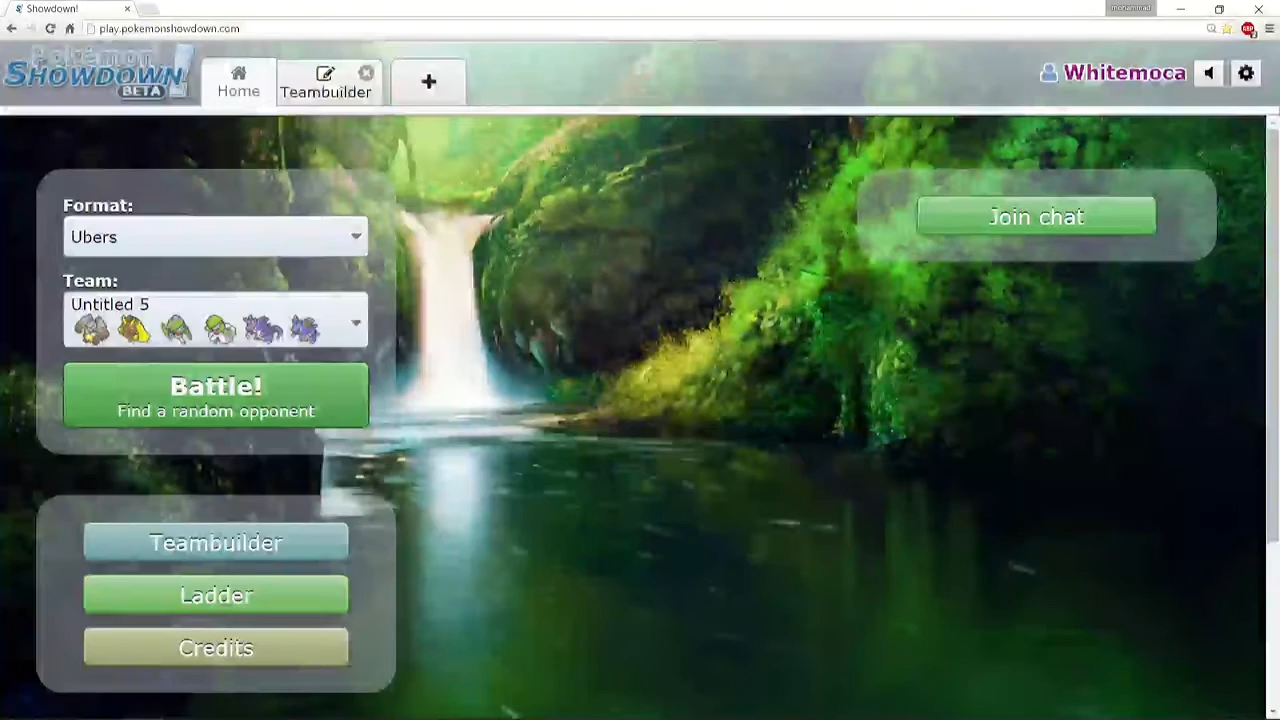 Showdown!
mohammad
play.pokemonshowdown.com
Pokémon
SHOWDOWN!
BETA
Home
Teambuilder
+
Whitemoca
Format:
Ubers
Team:
Untitled 5
Battle!
Find a random opponent
Join chat
Teambuilder
Ladder
Credits